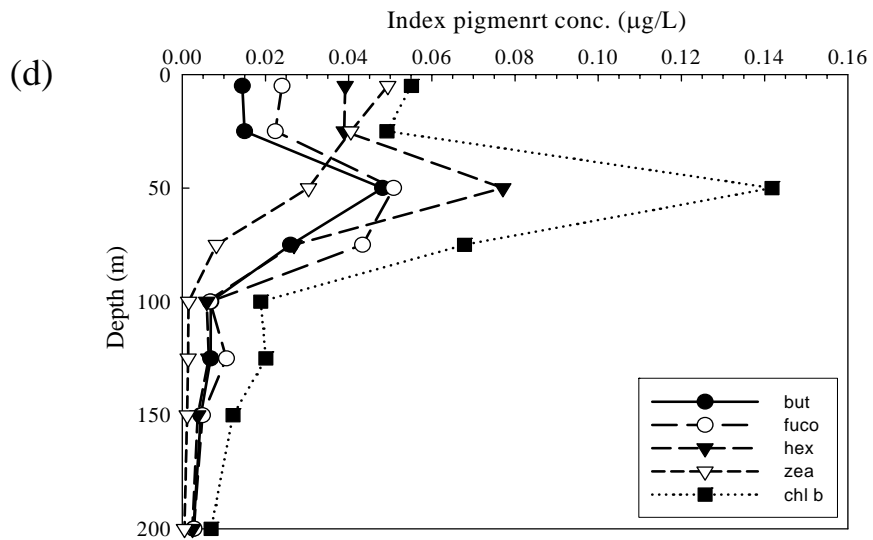 Index pigmenrt conc. (μg/L)
0.00 0.02 0.04 0.06 0.08 0.10 0.12 0.14 0.16
(d)
0
50
100
150
200
Depth (m)
but
fuco
hex
zea
chl b